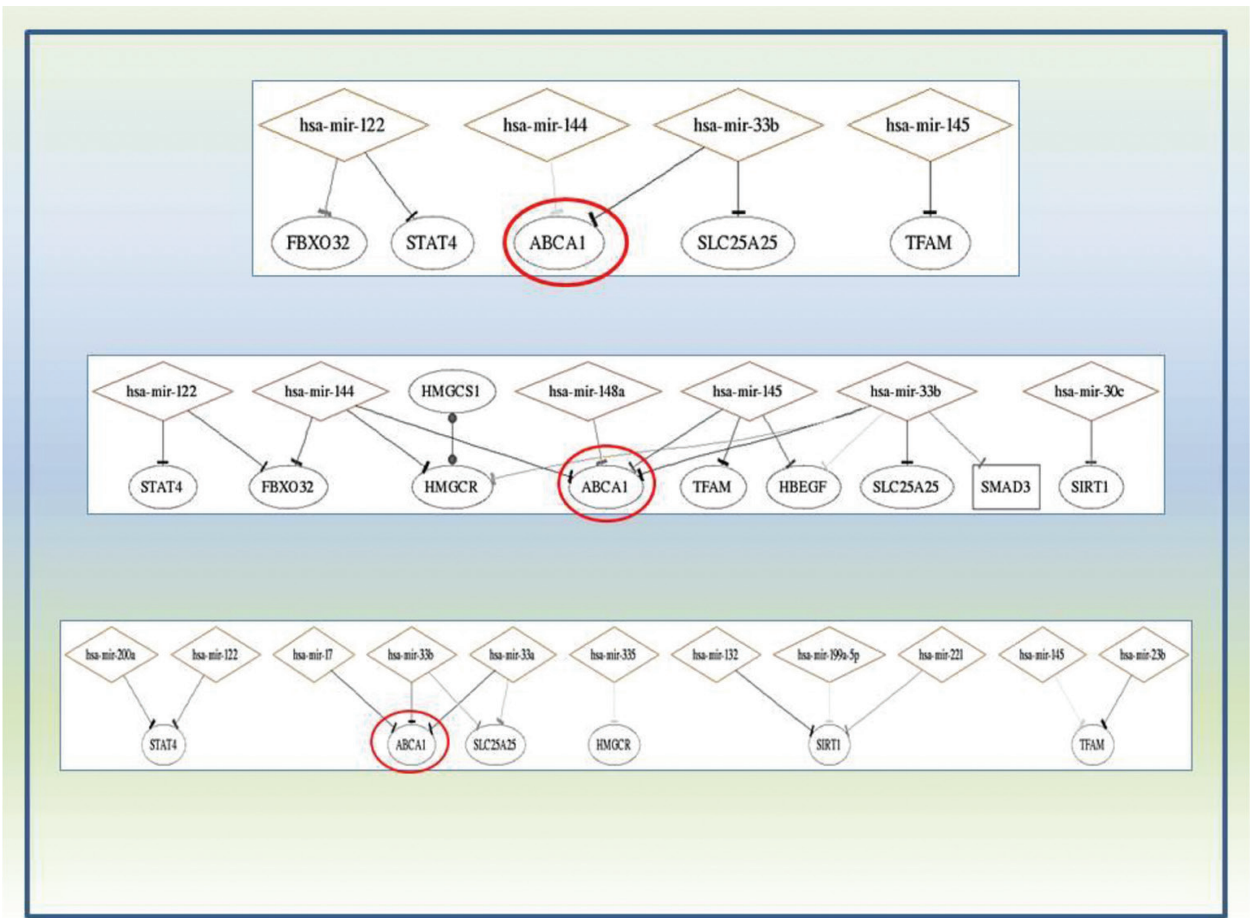 hsa-mir-122 hsa-mir-144 hsa-mir-33b hsa-mir-145
FBXO32 STAT4 ABCA1 SLC25A25 TFAM
hsa-mir-122 hsa-mir-144 HMGCS1 hsa-mir-148a hsa-mir-145 hsa-mir-33b hsa-mir-30c
STAT4 FBXO32 HMGCR ABCA1 TFAM HBEGF SLC25A25 SMAD3 SIRT1
hsa-mir-200a hsa-mir-122 hsa-mir-17 hsa-mir-33b hsa-mir-33a hsa-mir-335 hsa-mir-132 hsa-mir-199a-5p hsa-mir-221 hsa-mir-145 hsa-mir-23b
STAT4 ABCA1 SLC25A25 HMGCR SIRT1 TFAM